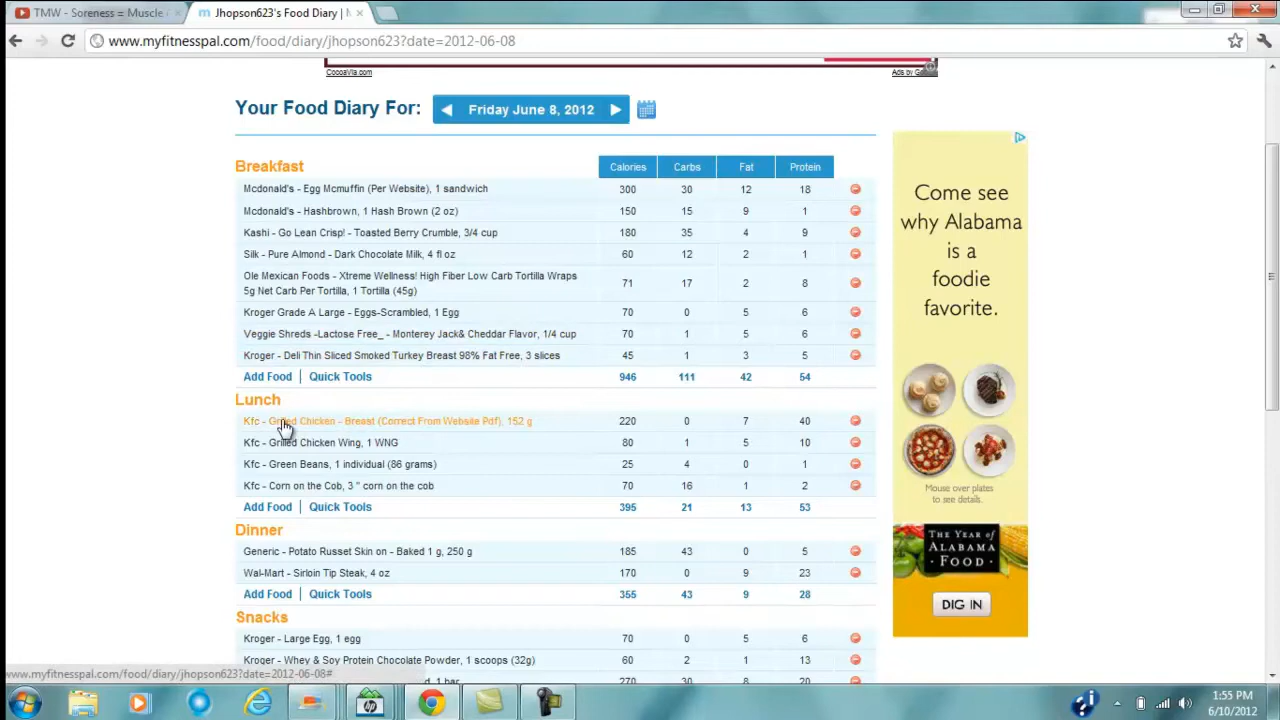 TMW - Soreness = Muscle
Jhopson623's Food Diary |
www.myfitnesspal.com/food/diary/jhopson623?date=2012-06-08
CocoaVia.com
Ads by G
Your Food Diary For:
Friday June 8, 2012
Breakfast Calories Carbs Fat Protein
Mcdonald's - Egg Mcmuffin (Per Website), 1 sandwich 300 30 12 18
Mcdonald's - Hashbrown, 1 Hash Brown (2 oz) 150 15 9 1
Kashi - Go Lean Crisp! - Toasted Berry Crumble, 3/4 cup 180 35 4 9
Silk - Pure Almond - Dark Chocolate Milk, 4 fl oz 60 12 2 1
Ole Mexican Foods - Xtreme Wellness! High Fiber Low Carb Tortilla Wraps
5g Net Carb Per Tortilla, 1 Tortilla (45g) 71 17 2 8
Kroger Grade A Large - Eggs-Scrambled, 1 Egg 70 0 5 6
Veggie Shreds -Lactose Free_ - Monterey Jack& Cheddar Flavor, 1/4 cup 70 1 5 6
Kroger - Deli Thin Sliced Smoked Turkey Breast 98% Fat Free, 3 slices 45 1 3 5
Add Food | Quick Tools 946 111 42 54
Lunch
Kfc - Grilled Chicken - Breast (Correct From Website Pdf), 152 g 220 0 7 40
Kfc - Grilled Chicken Wing, 1 WNG 80 1 5 10
Kfc - Green Beans, 1 individual (86 grams) 25 4 0 1
Kfc - Corn on the Cob, 3 " corn on the cob 70 16 1 2
Add Food | Quick Tools 395 21 13 53
Dinner
Generic - Potato Russet Skin on - Baked 1 g, 250 g 185 43 0 5
Wal-Mart - Sirloin Tip Steak, 4 oz 170 0 9 23
Add Food | Quick Tools 355 43 9 28
Snacks
Kroger - Large Egg, 1 egg 70 0 5 6
Kroger - Whey & Soy Protein Chocolate Powder, 1 scoops (32g) 60 2 1 13
1 bar 270 30 8 20
www.myfitnesspal.com/food/diary/jhopson623?date=2012-06-08#
Come see
why Alabama
is a
foodie
favorite.
Mouse over plates
to see details.
THE YEAR of
ALABAMA
· FOOD ·
DIG IN
hp
1:55 PM
6/10/2012